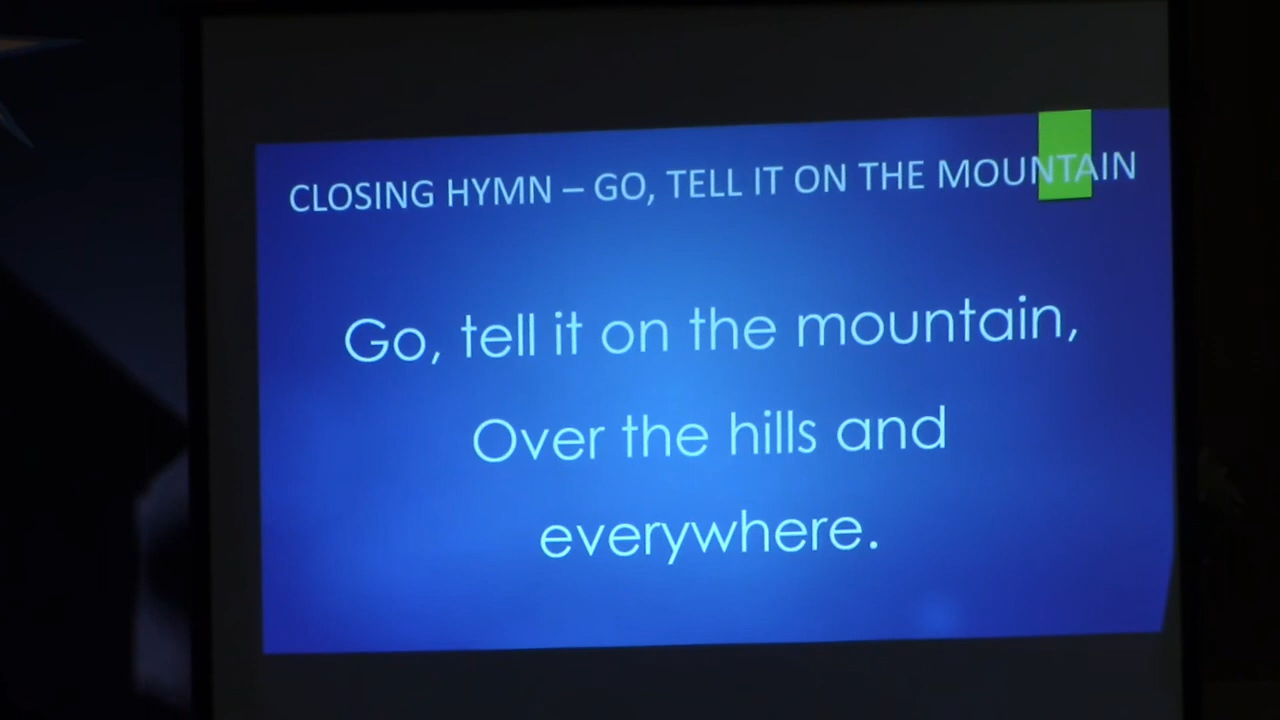 CLOSING HYMN – GO, TELL IT ON THE MOUNTAIN
Go, tell it on the mountain,
Over the hills and
everywhere.